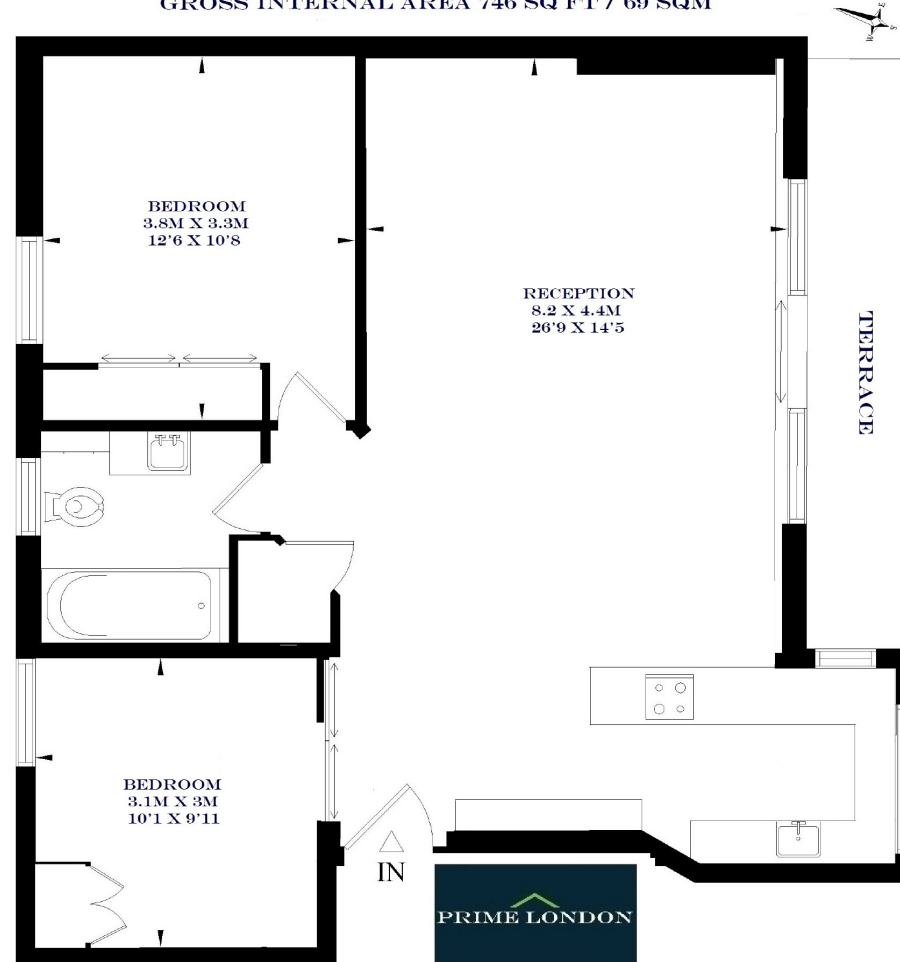 GROSS INTERNAL AREA 746 SQ FT / 69 SQM
E
S
W
BEDROOM
3.8M X 3.3M
12'6 X 10'8
RECEPTION
8.2 X 4.4M
26'9 X 14'5
TERRACE
BEDROOM
3.1M X 3M
10'1 X 9'11
IN
PRIME LONDON